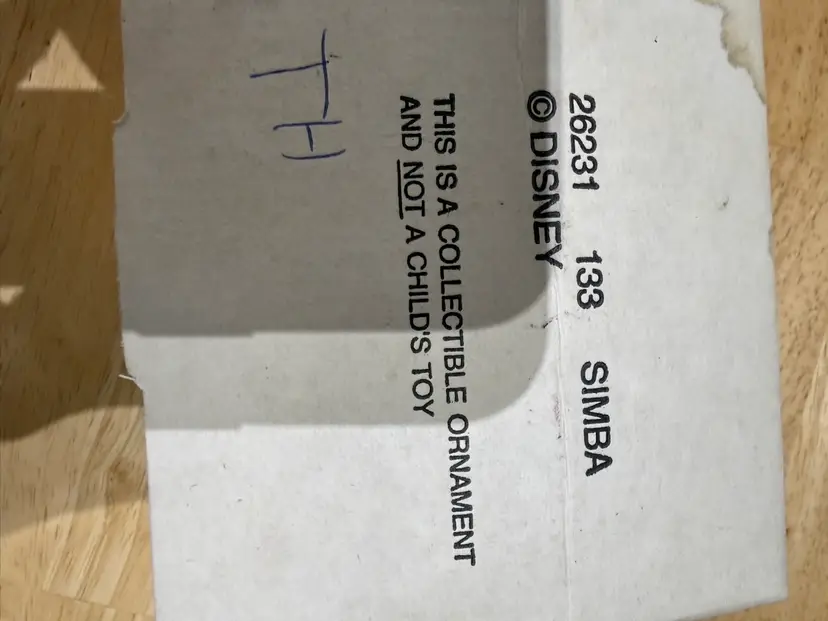 26231 133 SIMBA
© DISNEY
THIS IS A COLLECTIBLE ORNAMENT
AND NOT A CHILD'S TOY
TH